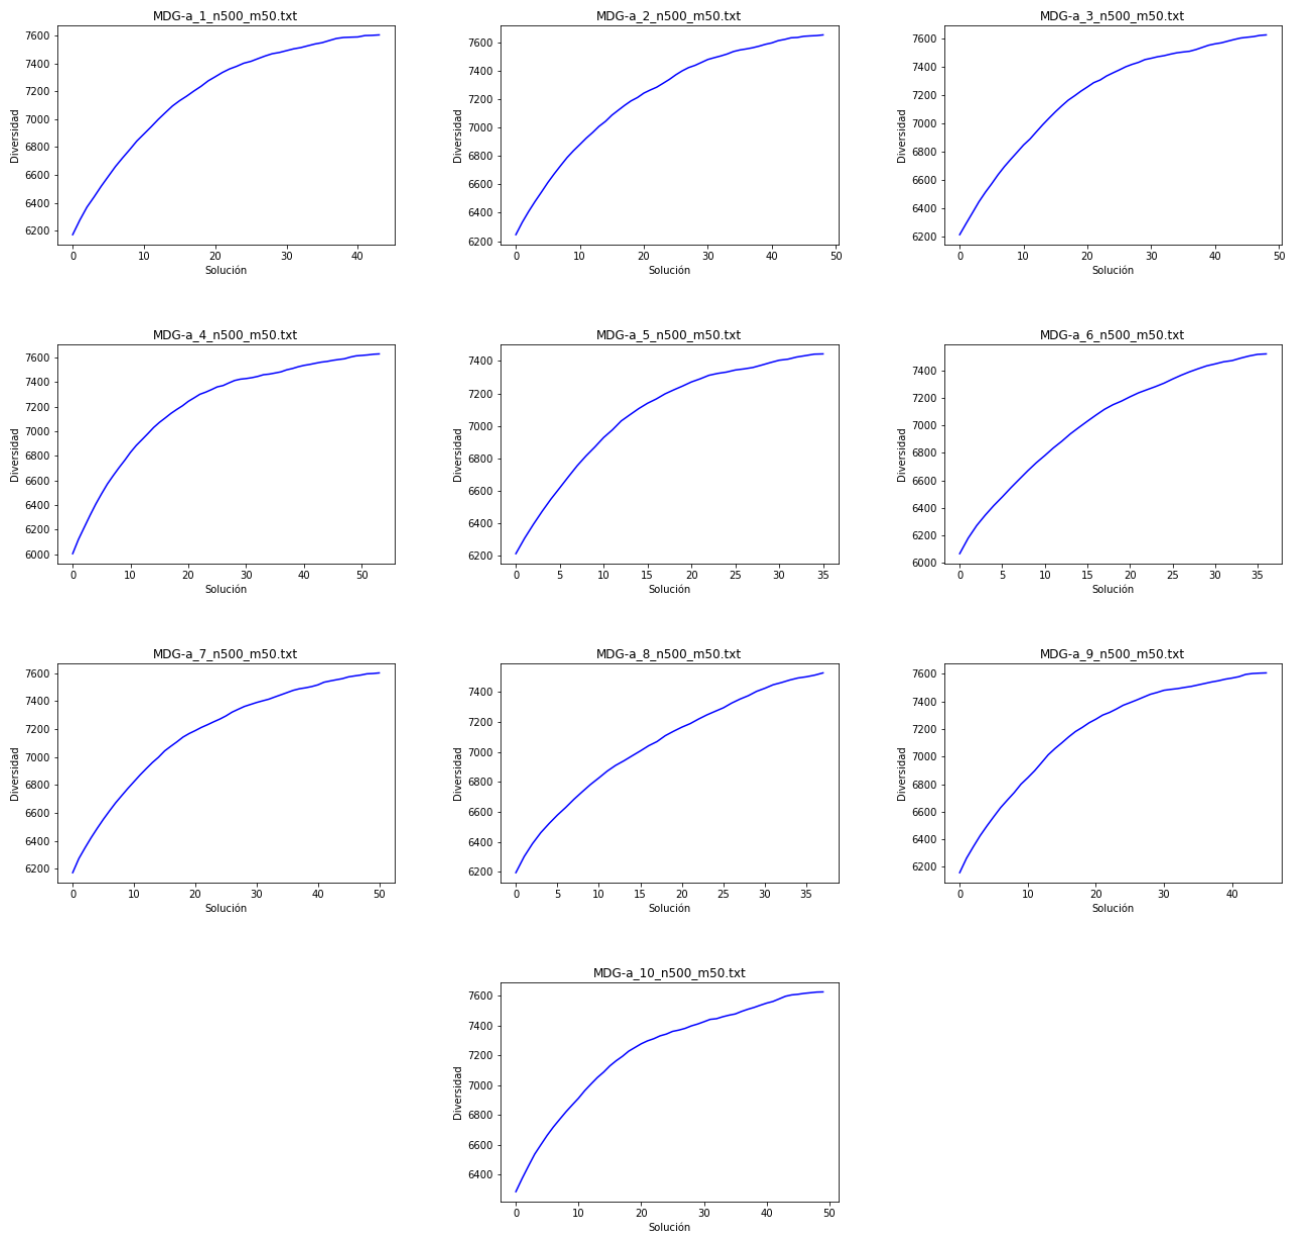 MDG-a_1_n500_m50.txt
7600
7400
7200
7000
6800
6600
6400
6200
Diversidad
0 10 20 30 40
Solución
MDG-a_2_n500_m50.txt
7600
7400
7200
7000
6800
6600
6400
6200
Diversidad
0 10 20 30 40 50
Solución
MDG-a_3_n500_m50.txt
7600
7400
7200
7000
6800
6600
6400
6200
Diversidad
0 10 20 30 40 50
Solución
MDG-a_4_n500_m50.txt
7600
7400
7200
7000
6800
6600
6400
6200
6000
Diversidad
0 10 20 30 40 50
Solución
MDG-a_5_n500_m50.txt
7400
7200
7000
6800
6600
6400
6200
Diversidad
0 5 10 15 20 25 30 35
Solución
MDG-a_6_n500_m50.txt
7400
7200
7000
6800
6600
6400
6200
6000
Diversidad
0 5 10 15 20 25 30 35
Solución
MDG-a_7_n500_m50.txt
7600
7400
7200
7000
6800
6600
6400
6200
Diversidad
0 10 20 30 40 50
Solución
MDG-a_8_n500_m50.txt
7400
7200
7000
6800
6600
6400
6200
Diversidad
0 5 10 15 20 25 30 35
Solución
MDG-a_9_n500_m50.txt
7600
7400
7200
7000
6800
6600
6400
6200
Diversidad
0 10 20 30 40
Solución
MDG-a_10_n500_m50.txt
7600
7400
7200
7000
6800
6600
6400
Diversidad
0 10 20 30 40 50
Solución